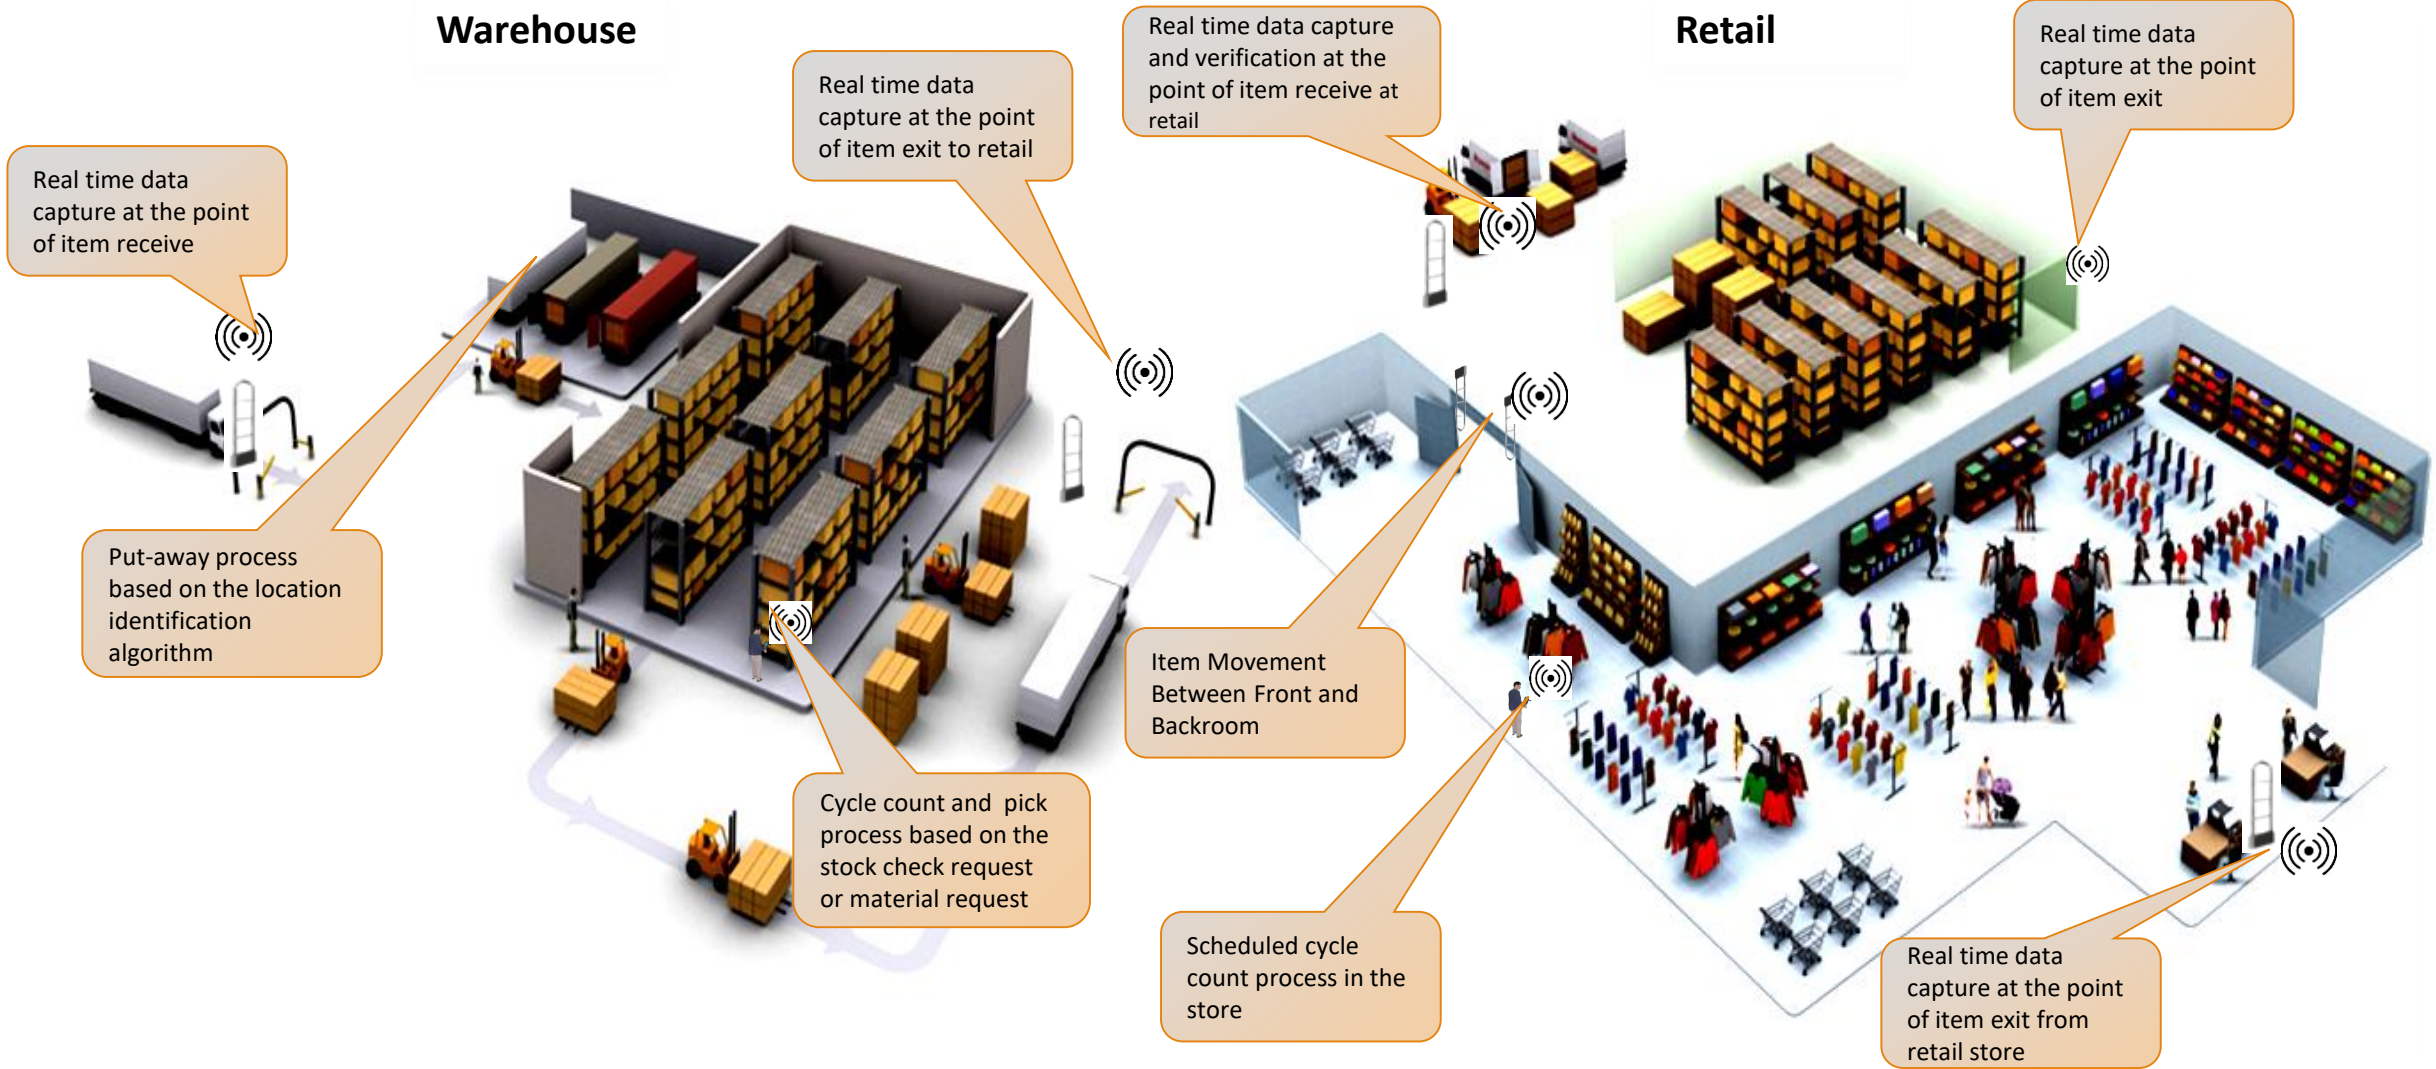 Warehouse
Retail
Real time data
capture at the point
of item receive
Real time data
capture at the point
of item exit to retail
Real time data capture
and verification at the
point of item receive at
retail
Real time data
capture at the point
of item exit
Put-away process
based on the location
identification
algorithm
Item Movement
Between Front and
Backroom
Cycle count and  pick
process based on the
stock check request
or material request
Scheduled cycle
count process in the
store
Real time data
capture at the point
of item exit from
retail store